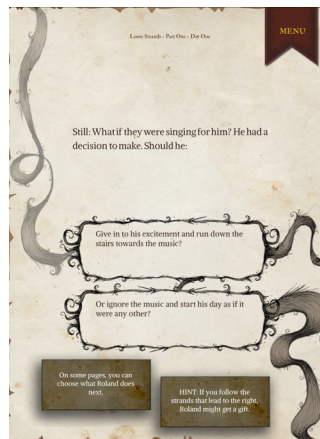 Loose Strands - Part One - Day One
MENU
Still: What if they were singing for him? He had a
decision to make. Should he:
Give in to his excitement and run down the
stairs towards the music?
Or ignore the music and start his day as if it
were any other?
On some pages, you can
choose what Roland does
next.
HINT: If you follow the
strands that lead to the right,
Roland might get a gift.